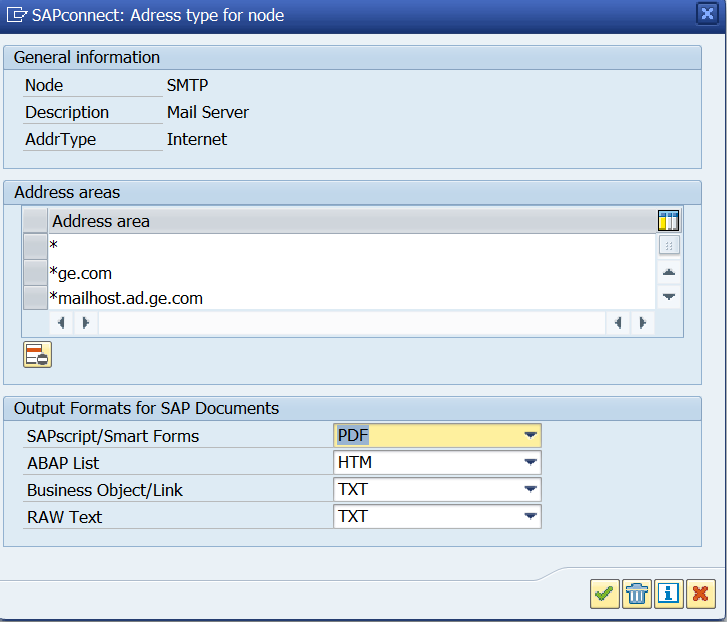 SAPconnect: Adress type for node
General information
Node SMTP
Description Mail Server
AddrType Internet
Address areas
Address area
*
*ge.com
*mailhost.ad.ge.com
Output Formats for SAP Documents
SAPscript/Smart Forms PDF
ABAP List HTM
Business Object/Link TXT
RAW Text TXT